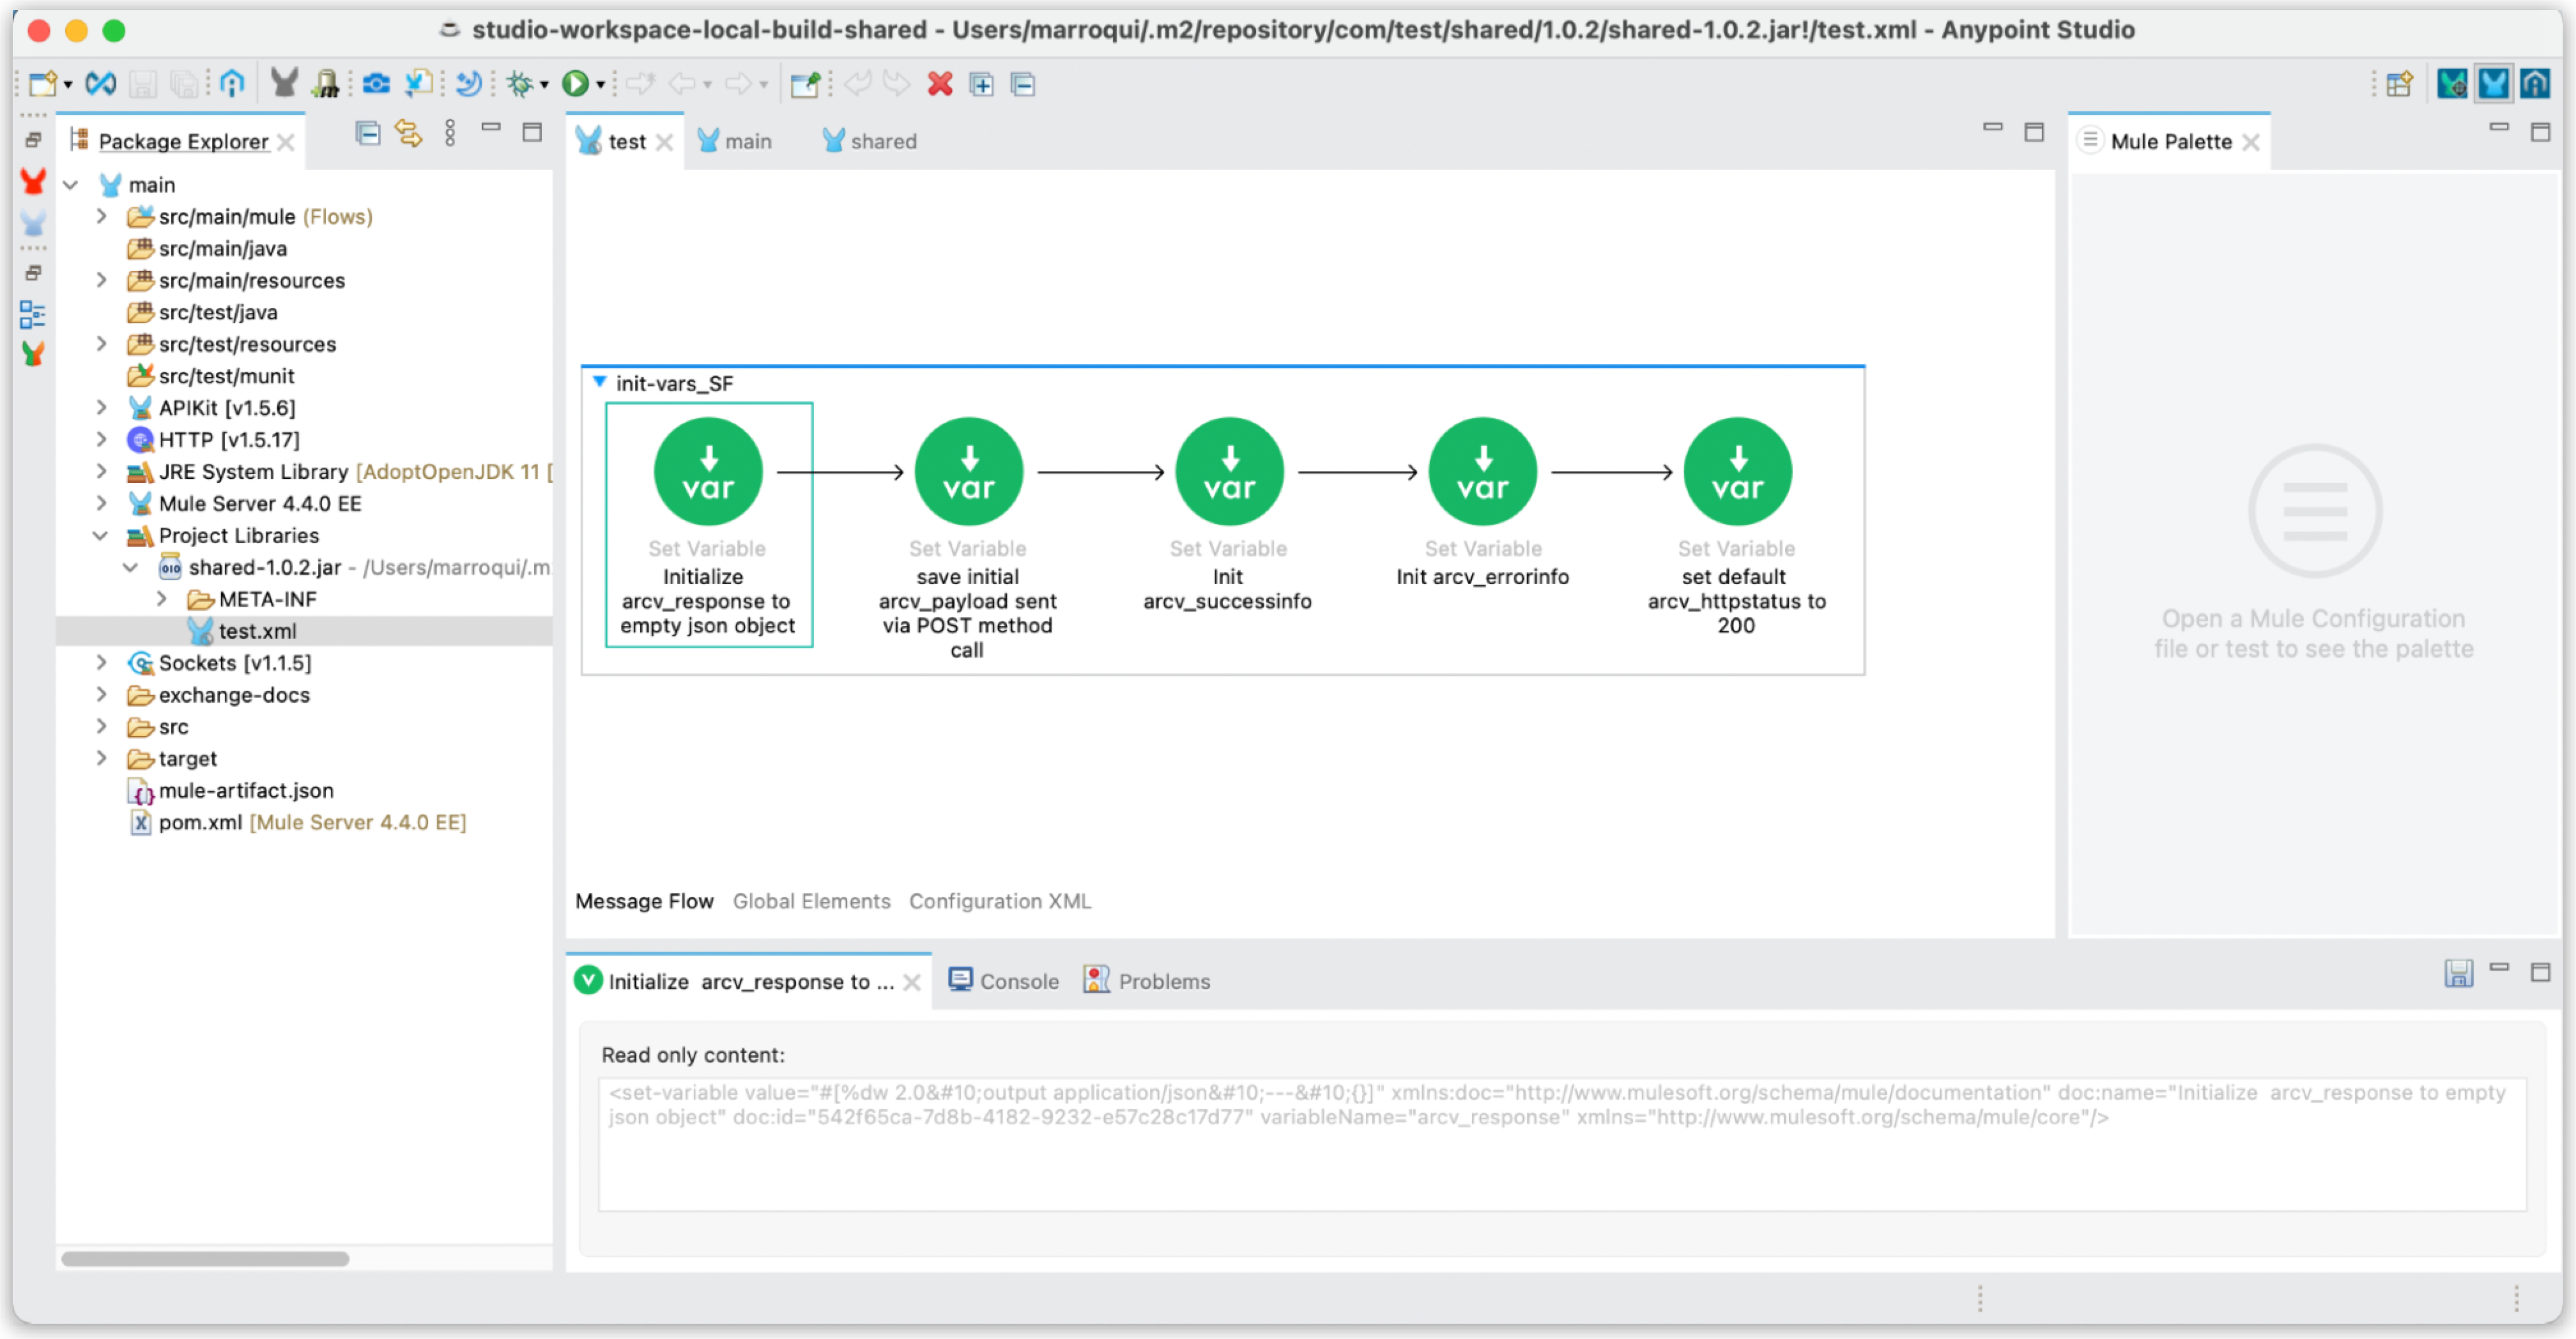 studio-workspace-local-build-shared - Users/marroqui/.m2/repository/com/test/shared/1.0.2/shared-1.0.2.jar!/test.xml - Anypoint Studio
Package Explorer
main
src/main/mule (Flows)
src/main/java
src/main/resources
src/test/java
src/test/resources
src/test/munit
APIKit [v1.5.6]
HTTP [v1.5.17]
JRE System Library [AdoptOpenJDK 11 [
Mule Server 4.4.0 EE
Project Libraries
shared-1.0.2.jar - /Users/marroqui/.m
META-INF
test.xml
Sockets [v1.1.5]
exchange-docs
src
target
mule-artifact.json
pom.xml [Mule Server 4.4.0 EE]
test
main
shared
init-vars_SF
var
Set Variable
Initialize
arcv_response to
empty json object
var
Set Variable
save initial
arcv_payload sent
via POST method
call
var
Set Variable
Init
arcv_successinfo
var
Set Variable
Init arcv_errorinfo
var
Set Variable
set default
arcv_httpstatus to
200
Message Flow Global Elements Configuration XML
Mule Palette
Open a Mule Configuration
file or test to see the palette
Initialize  arcv_response to ...
Console
Problems
Read only content:
<set-variable value="#[%dw 2.0&#10;output application/json&#10;---&#10;{}]" xmlns:doc="http://www.mulesoft.org/schema/mule/documentation" doc:name="Initialize  arcv_response to empty
json object" doc:id="542f65ca-7d8b-4182-9232-e57c28c17d77" variableName="arcv_response" xmlns="http://www.mulesoft.org/schema/mule/core"/>